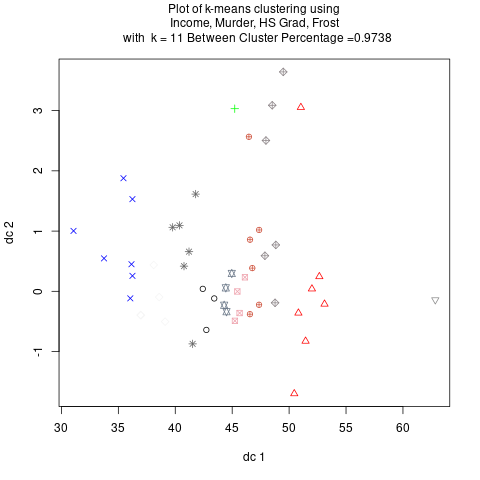 Plot of k-means clustering using
Income, Murder, HS Grad, Frost
with  k = 11 Between Cluster Percentage =0.9738
dc 2
3
2
1
0
-1
30 35 40 45 50 55 60
dc 1